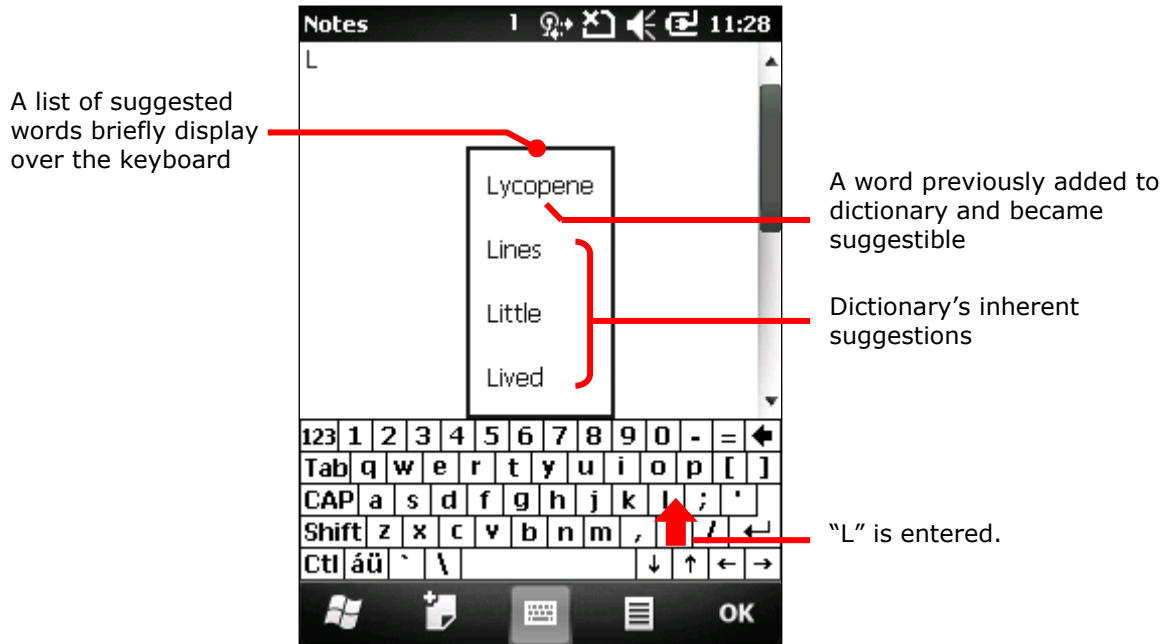 Notes 1 11:28
L
A list of suggested
words briefly display
over the keyboard
Lycopene
A word previously added to
dictionary and became
suggestible
Lines
Little
Lived
Dictionary’s inherent
suggestions
123 1 2 3 4 5 6 7 8 9 0 - = 
Tab q w e r t y u i o p [ ]
CAP a s d f g h j k l ; '
Shift z x c v b n m , /
“L” is entered.
Ctl áü ` \ ↓ ↑ ← →
OK